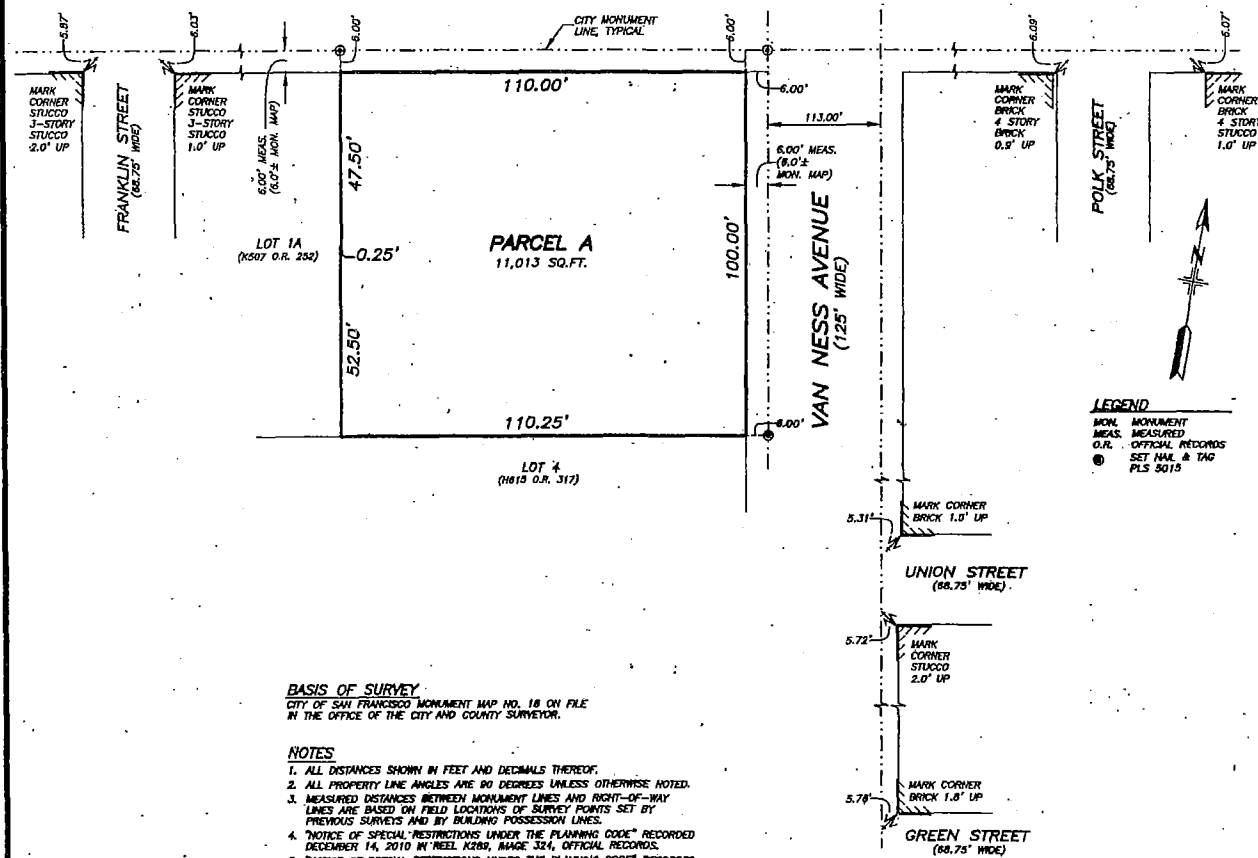 5.87'
5.03'
6.00'
CITY MONUMENT
LINE, TYPICAL
6.00'
6.09'
6.07'
MARK
CORNER
STUCCO
3-STORY
STUCCO
2.0' UP
FRANKLIN STREET
(68.75' WIDE)
MARK
CORNER
STUCCO
3-STORY
STUCCO
1.0' UP
6.00' MEAS.
(6.0'± MON. MAP)
110.00'
6.00'
113.00'
6.00' MEAS.
(6.0'±
MON. MAP)
MARK
CORNER
BRICK
4 STORY
BRICK
0.9' UP
POLK STREET
(68.75' WIDE)
MARK
CORNER
BRICK
4 STORY
STUCCO
1.0' UP
47.50'
LOT 1A
(K507 O.R. 252)
0.25'
PARCEL A
11,013 SQ.FT.
100.00'
VAN NESS AVENUE
(125' WIDE)
N
52.50'
110.25'
6.00'
LOT 4
(H615 O.R. 317)
LEGEND
MON. MONUMENT
MEAS. MEASURED
O.R. OFFICIAL RECORDS
SET NAIL & TAG
PLS 5015
5.31'
MARK CORNER
BRICK 1.0' UP
UNION STREET
(68.75' WIDE)
5.72'
MARK
CORNER
STUCCO
2.0' UP
5.76'
MARK CORNER
BRICK 1.8' UP
GREEN STREET
(68.75' WIDE)
BASIS OF SURVEY
CITY OF SAN FRANCISCO MONUMENT MAP NO. 18 ON FILE
IN THE OFFICE OF THE CITY AND COUNTY SURVEYOR.
NOTES
1. ALL DISTANCES SHOWN IN FEET AND DECIMALS THEREOF.
2. ALL PROPERTY LINE ANGLES ARE 90 DEGREES UNLESS OTHERWISE NOTED.
3. MEASURED DISTANCES BETWEEN MONUMENT LINES AND RIGHT-OF-WAY
LINES ARE BASED ON FIELD LOCATIONS OF SURVEY POINTS SET BY
PREVIOUS SURVEYS AND BY BUILDING POSSESSION LINES.
4. "NOTICE OF SPECIAL RESTRICTIONS UNDER THE PLANNING CODE" RECORDED
DECEMBER 14, 2010 IN REEL K289, IMAGE 324, OFFICIAL RECORDS.